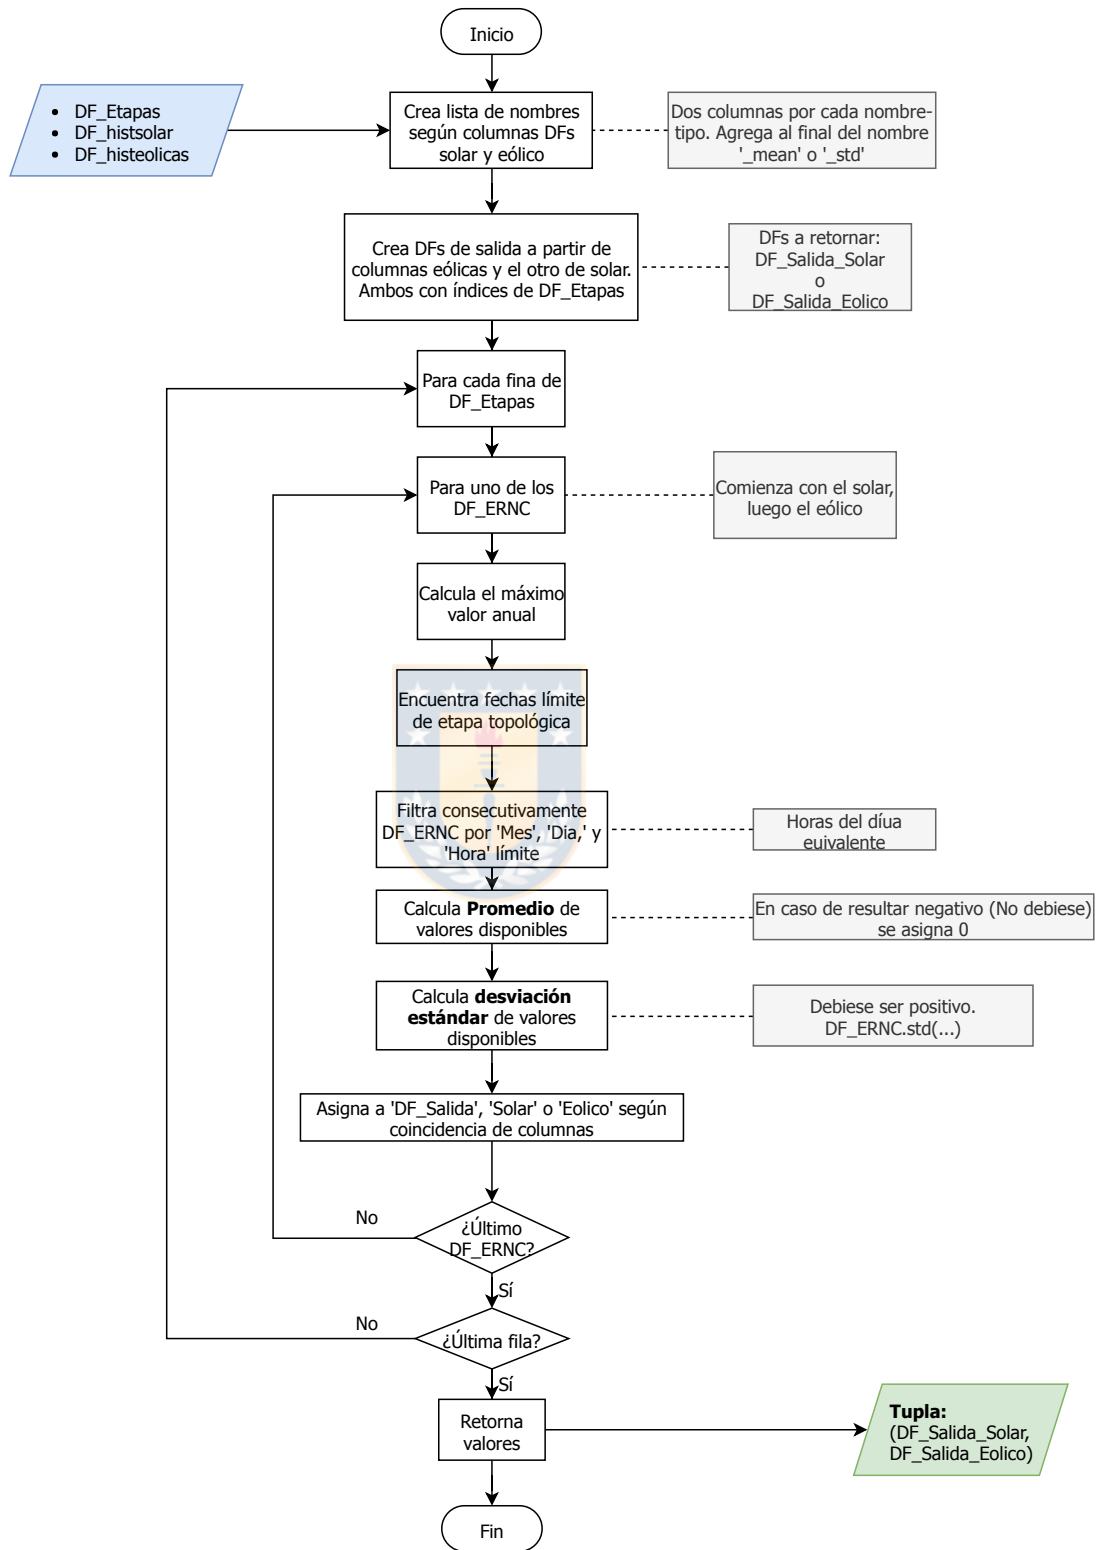 Inicio
• DF_Etapas
• DF_histsolar
• DF_histeolicas
Crea lista de nombres
según columnas DFs
solar y eólico
Dos columnas por cada nombre-
tipo. Agrega al final del nombre
'_mean' o '_std'
Crea DFs de salida a partir de
columnas eólicas y el otro de solar.
Ambos con índices de DF_Etapas
DFs a retornar:
DF_Salida_Solar
o
DF_Salida_Eolico
Para cada fina de
DF_Etapas
Para uno de los
DF_ERNC
Comienza con el solar,
luego el eólico
Calcula el máximo
valor anual
Encuentra fechas límite
de etapa topológica
Filtra consecutivamente
DF_ERNC por 'Mes', 'Dia,' y
'Hora' límite
Horas del díua
euivalente
Calcula Promedio de
valores disponibles
En caso de resultar negativo (No debiese)
se asigna 0
Calcula desviación
estándar de valores
disponibles
Debiese ser positivo.
DF_ERNC.std(...)
Asigna a 'DF_Salida', 'Solar' o 'Eolico' según
coincidencia de columnas
No
¿Último
DF_ERNC?
Sí
No
¿Última fila?
Sí
Retorna
valores
Tupla:
(DF_Salida_Solar,
DF_Salida_Eolico)
Fin